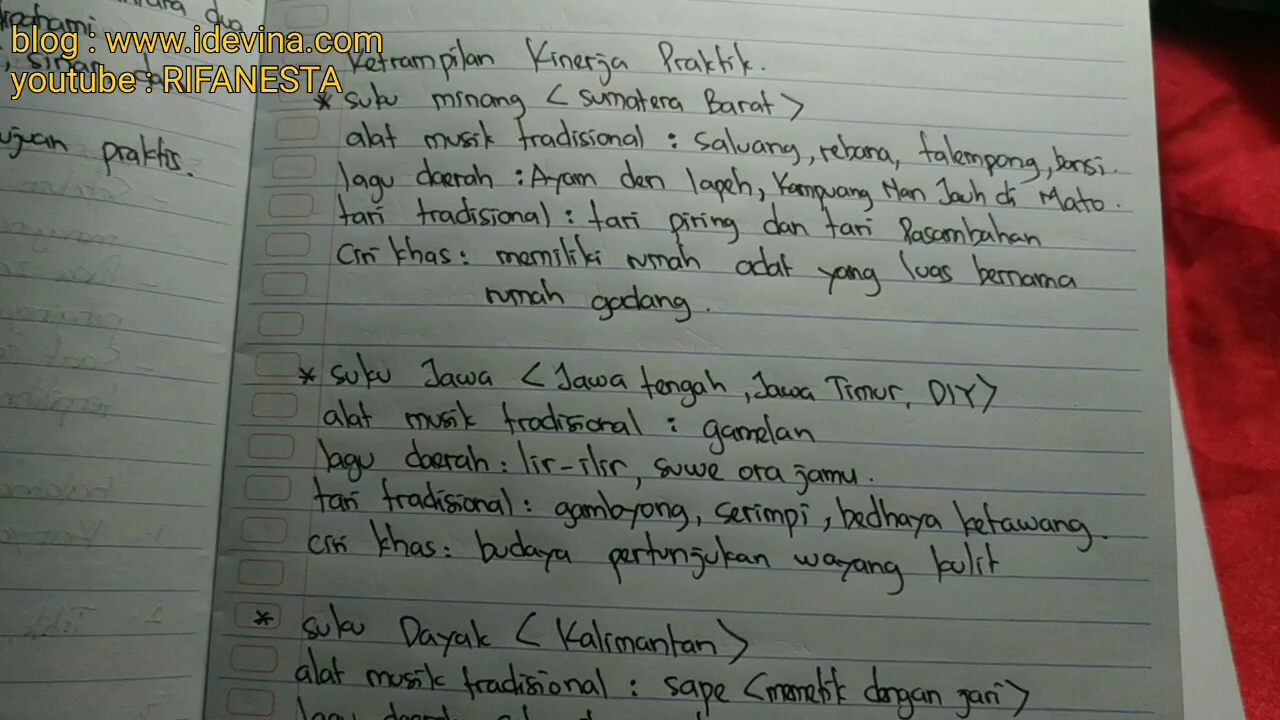 dua
blog : www.idevina.com
youtube : RIFANESTA
praktis.
Ketrampilan Kinerja Praktik.
* suku minang < Sumatera Barat >
alat musik tradisional : saluang, rebana, talempong, bansi.
lagu daerah : Ayam den lapeh, Kampuang Nan Jauh di Mato.
tari tradisional : tari piring dan tari Pasambahan
Ciri khas : memiliki rumah adat yang luas bernama
rumah gadang.
* suku Jawa < Jawa tengah, Jawa Timur, DIY >
alat musik tradisional : gamelan
lagu daerah : lir-ilir, suwe ora jamu.
tari tradisional : gambyong, serimpi, bedhaya ketawang.
ciri khas : budaya pertunjukan wayang kulit
* suku Dayak < Kalimantan >
alat musik tradisional : sape < memetik dengan jari >